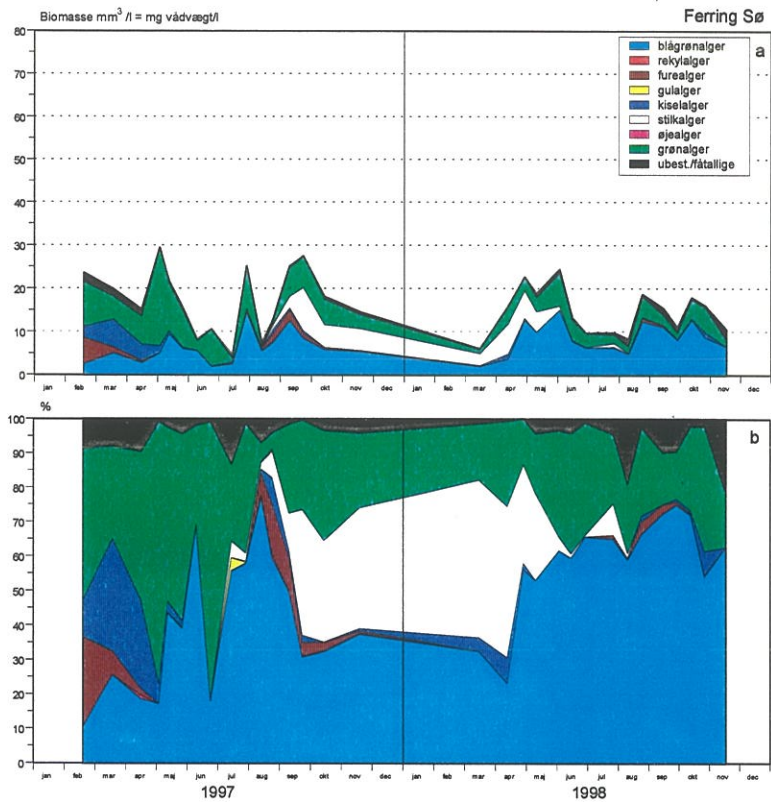 Biomasse mm³ /l = mg vådvægt/l
Ferring Sø
80
70
60
50
40
30
20
10
0
a
blågrønalger
rekylalger
furealger
gulalger
kiselalger
stilkalger
øjealger
grønalger
ubest./fåtallige
jan feb mar apr maj jun jul aug sep okt nov dec jan feb mar apr maj jun jul aug sep okt nov dec
%
100
90
80
70
60
50
40
30
20
10
0
b
jan feb mar apr maj jun jul aug sep okt nov dec jan feb mar apr maj jun jul aug sep okt nov dec
1997 1998